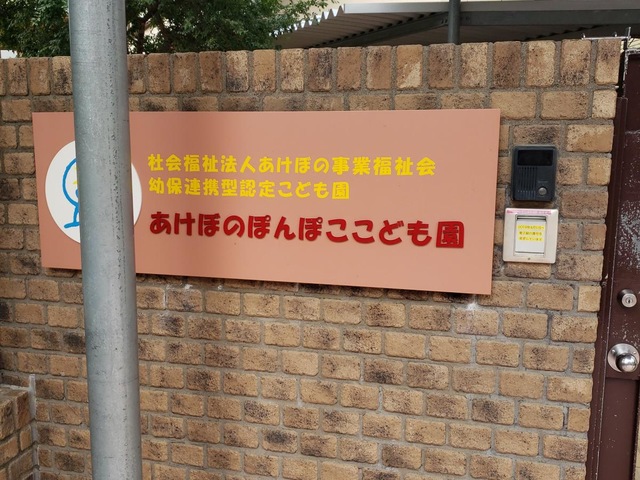 社会福祉法人あけぼの事業福祉会
幼保連携型認定こども園
あけぼのぽんぽここども園